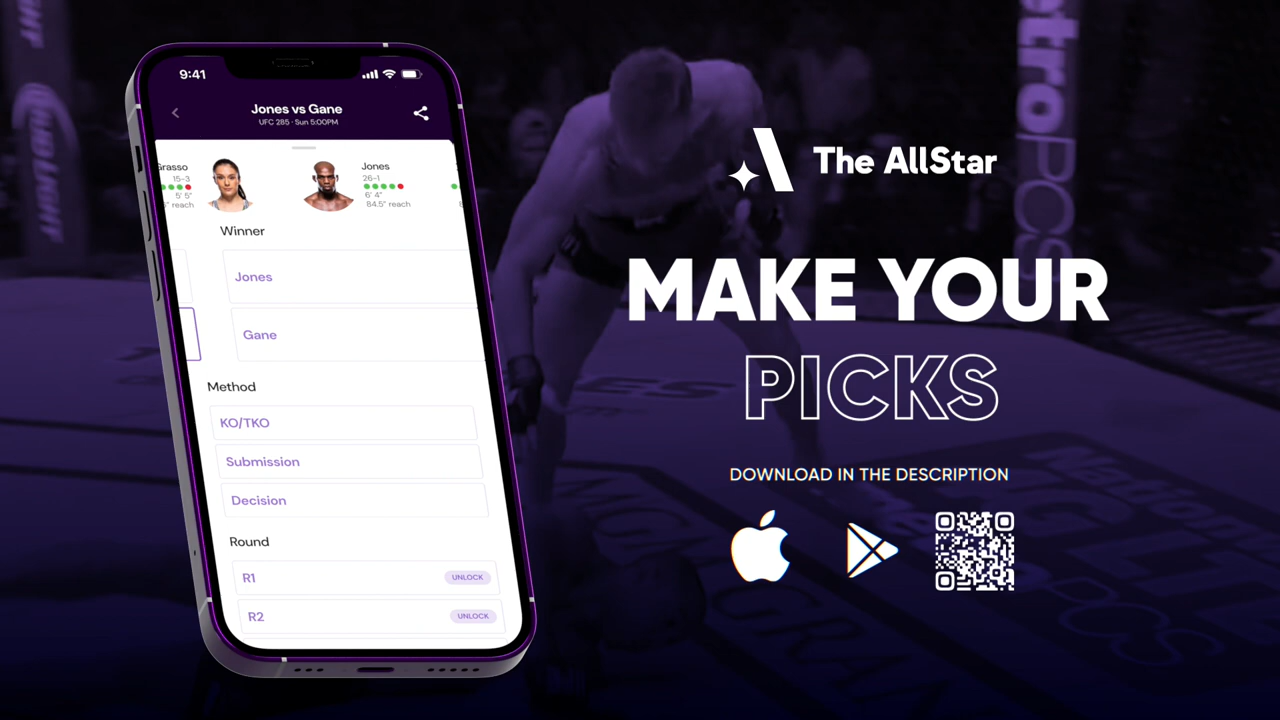 9:41
Jones vs Gane
UFC 285 · Sun 5:00PM
Grasso
15-3
5' 5"
reach
Jones
26-1
6' 4"
84.5" reach
Winner
Jones
Gane
Method
KO/TKO
Submission
Decision
Round
R1
UNLOCK
R2
UNLOCK
The AllStar
MAKE YOUR
PICKS
DOWNLOAD IN THE DESCRIPTION
etroPCS